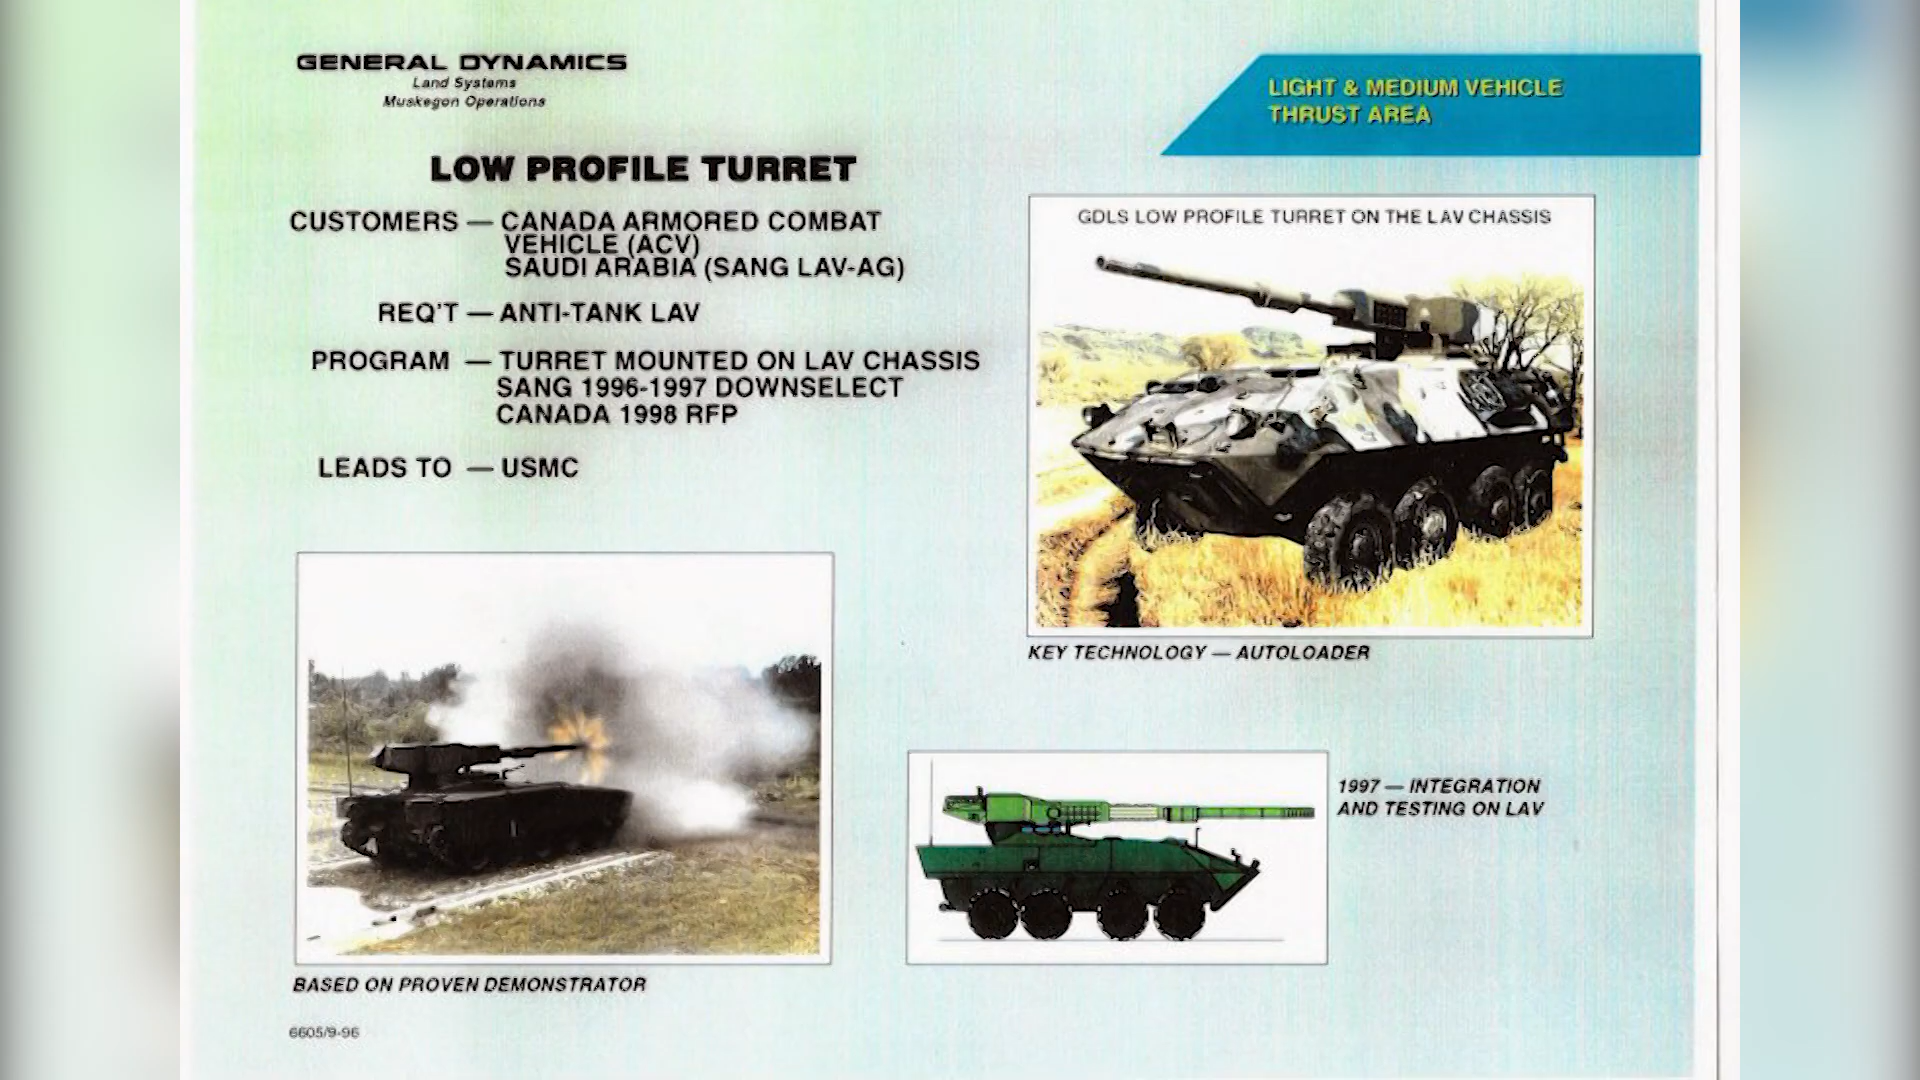 GENERAL DYNAMICS
Land Systems
Muskegon Operations
LIGHT & MEDIUM VEHICLE
THRUST AREA
LOW PROFILE TURRET
CUSTOMERS — CANADA ARMORED COMBAT
VEHICLE (ACV)
SAUDI ARABIA (SANG LAV-AG)
REQ'T — ANTI-TANK LAV
PROGRAM — TURRET MOUNTED ON LAV CHASSIS
SANG 1996-1997 DOWNSELECT
CANADA 1998 RFP
LEADS TO — USMC
GDLS LOW PROFILE TURRET ON THE LAV CHASSIS
KEY TECHNOLOGY — AUTOLOADER
1997 — INTEGRATION
AND TESTING ON LAV
BASED ON PROVEN DEMONSTRATOR
6605/9-96